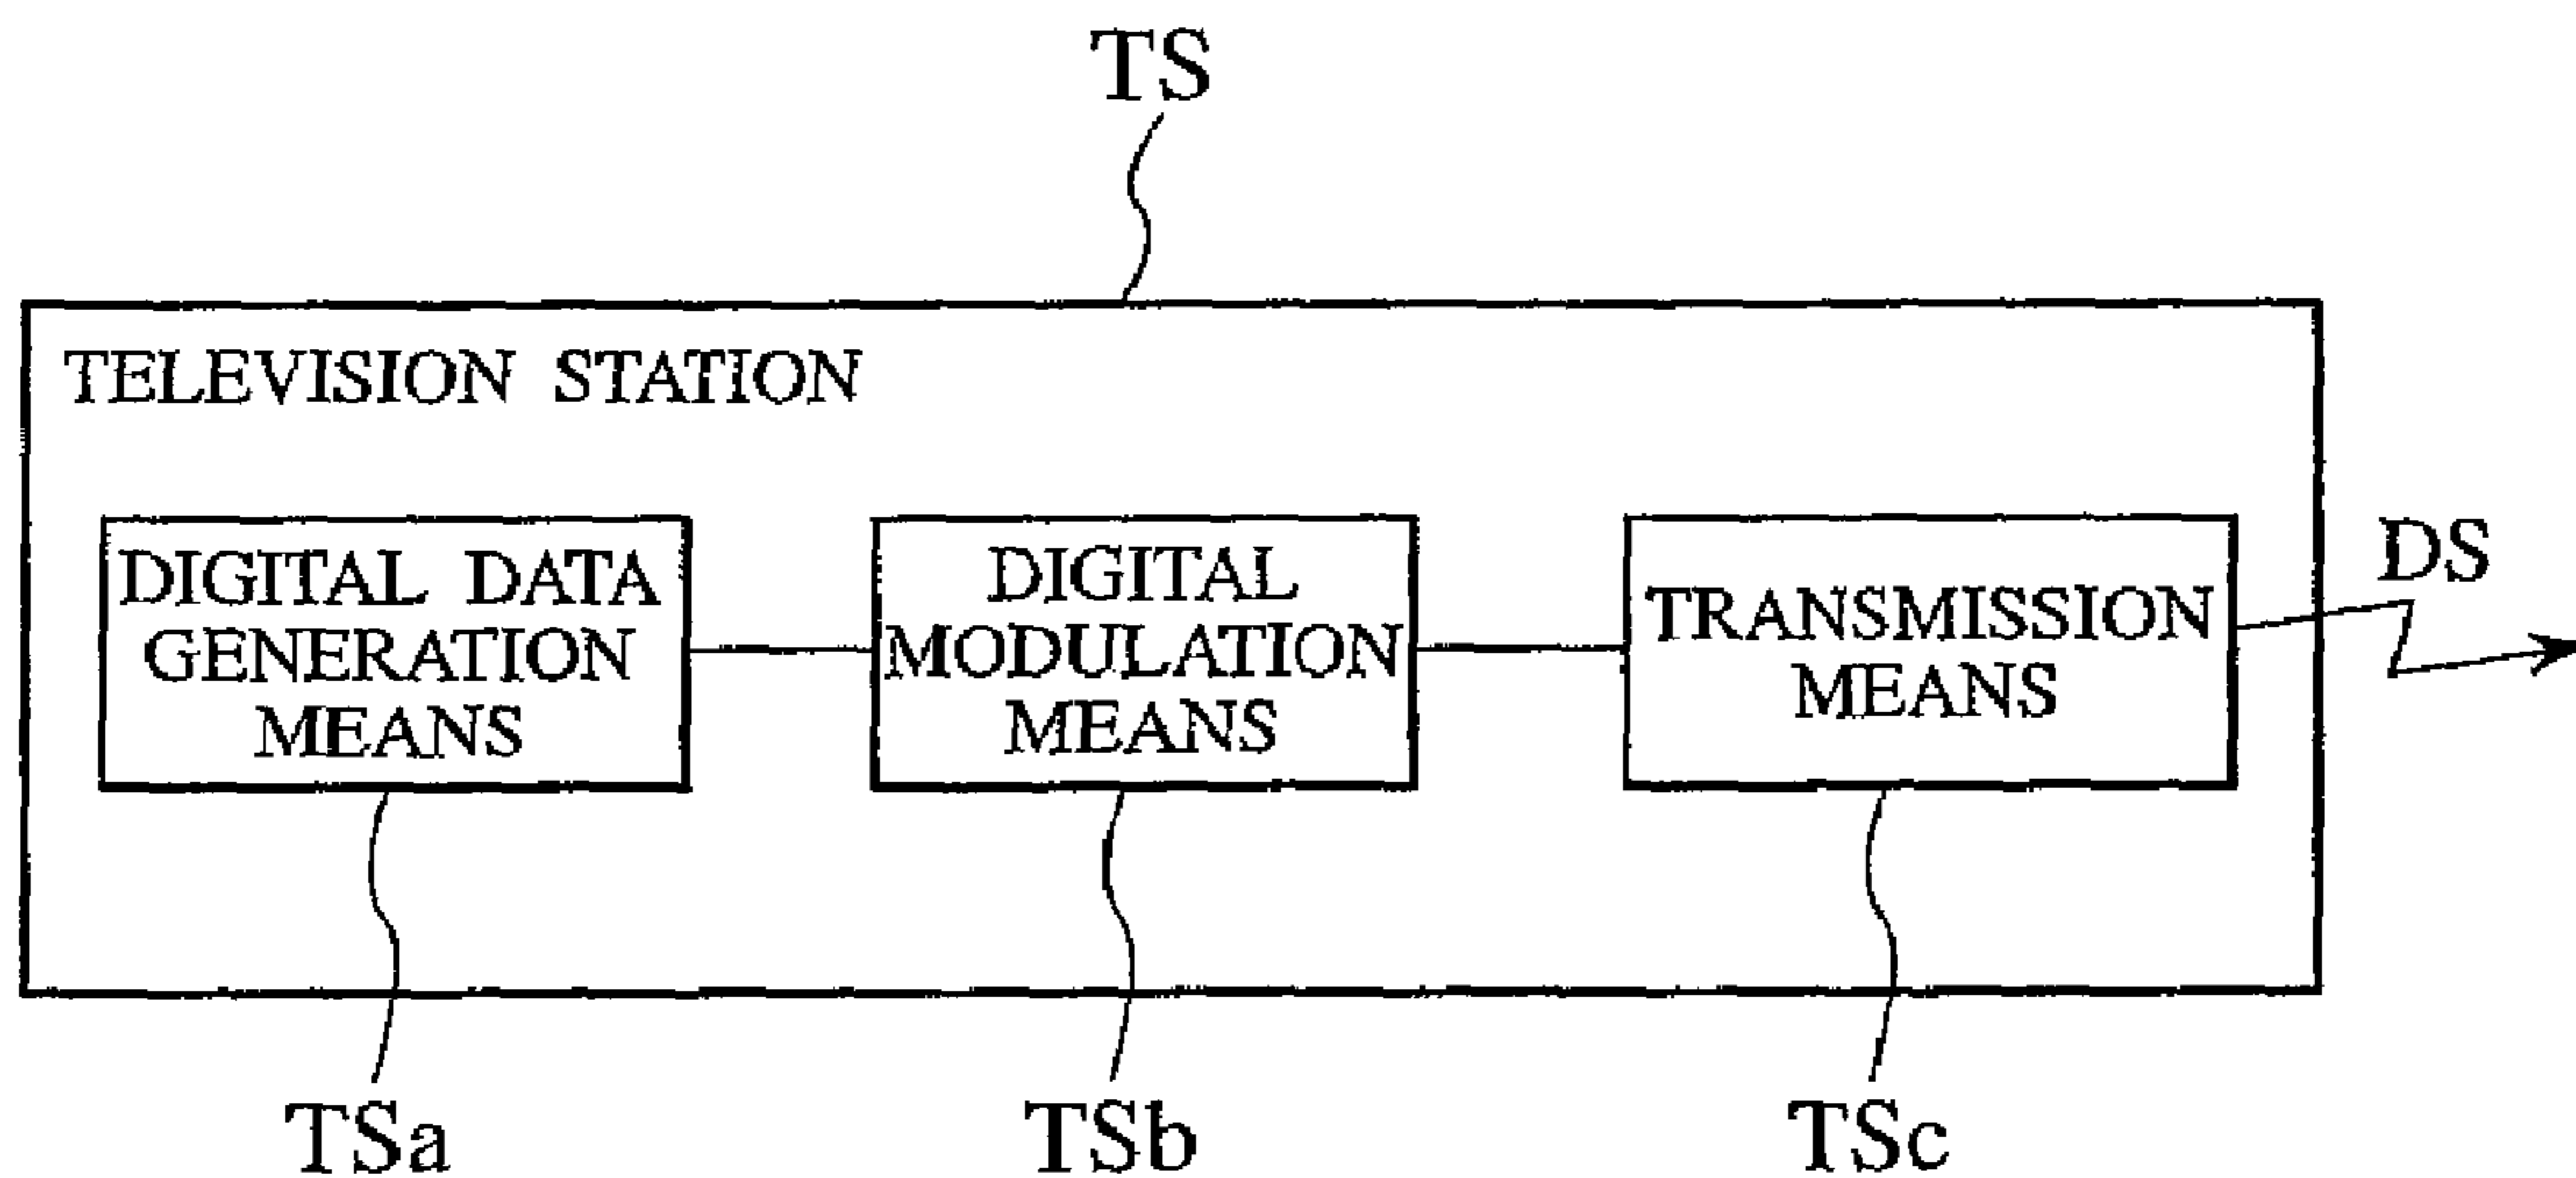 TS
TELEVISION STATION
DIGITAL DATA
GENERATION
MEANS
DIGITAL
MODULATION
MEANS
TRANSMISSION
MEANS
DS
TSa
TSb
TSc